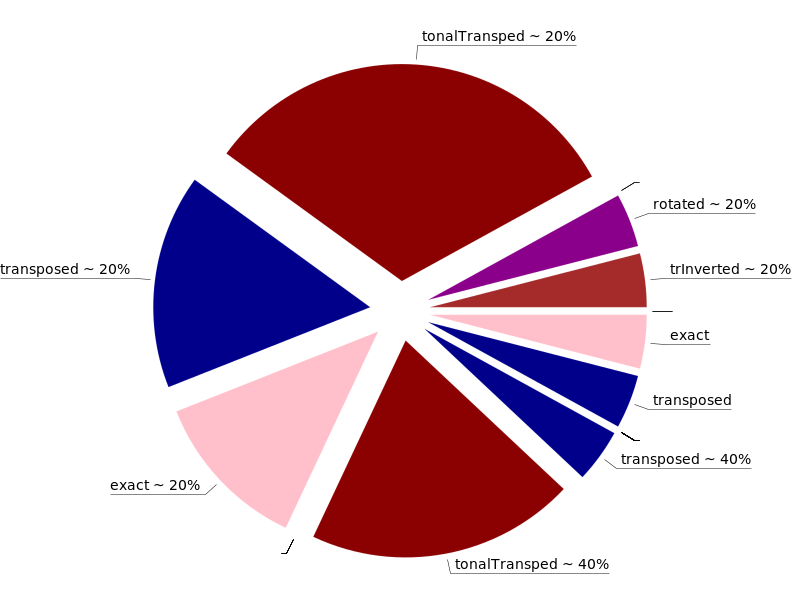 tonalTransped ~ 20%
rotated ~ 20%
transposed ~ 20%
trInverted ~ 20%
exact
transposed
transposed ~ 40%
exact ~ 20%
tonalTransped ~ 40%